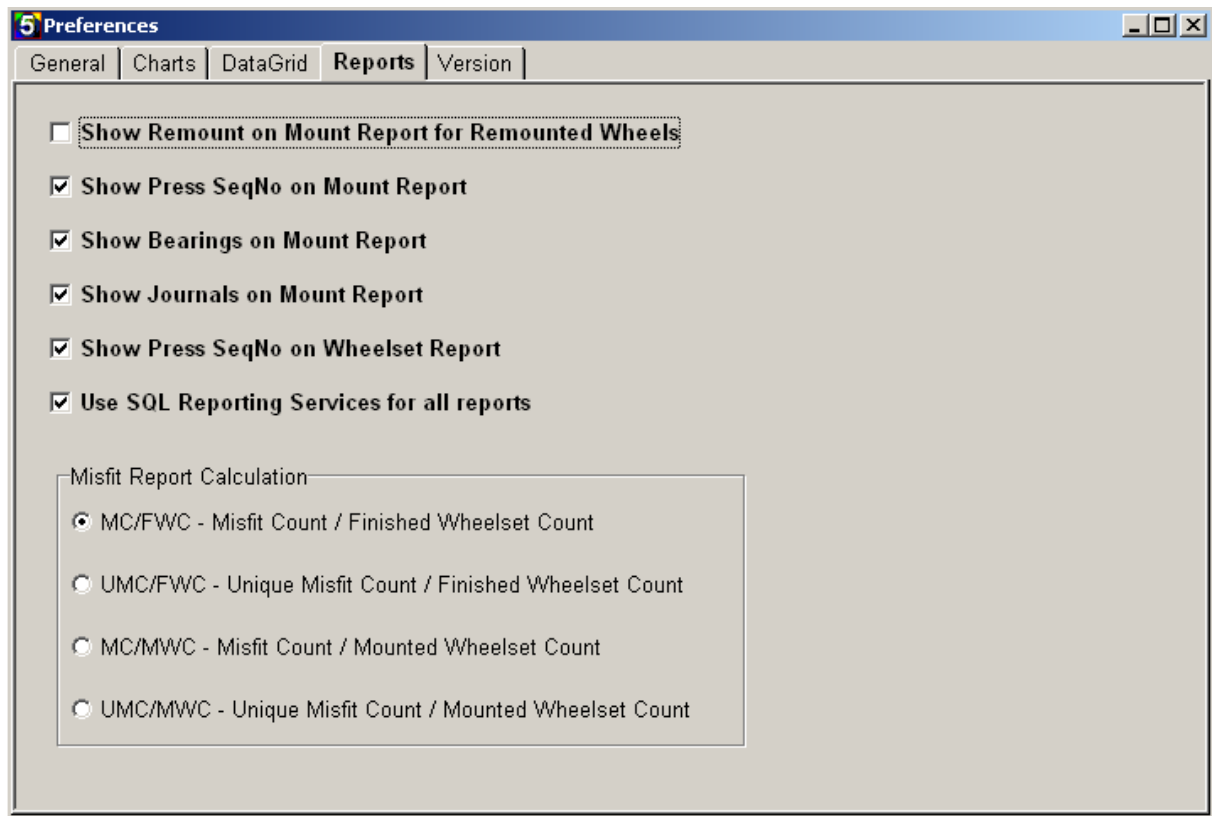 5 Preferences
General Charts DataGrid Reports Version
Show Remount on Mount Report for Remounted Wheels
Show Press SeqNo on Mount Report
Show Bearings on Mount Report
Show Journals on Mount Report
Show Press SeqNo on Wheelset Report
Use SQL Reporting Services for all reports
Misfit Report Calculation
MC/FWC - Misfit Count / Finished Wheelset Count
UMC/FWC - Unique Misfit Count / Finished Wheelset Count
MC/MWC - Misfit Count / Mounted Wheelset Count
UMC/MWC - Unique Misfit Count / Mounted Wheelset Count